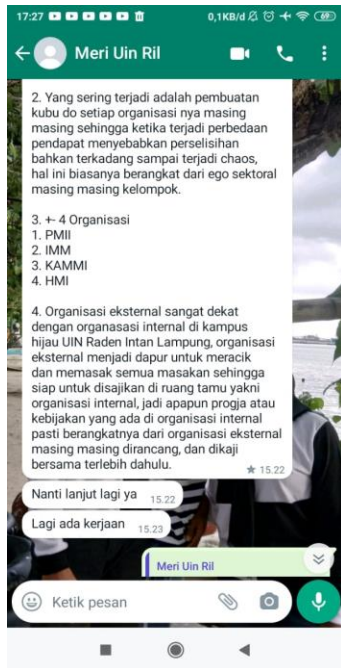 17:27
0,1KB/d
69
Meri Uin Ril
2. Yang sering terjadi adalah pembuatan
kubu do setiap organisasi nya masing
masing sehingga ketika terjadi perbedaan
pendapat menyebabkan perselisihan
bahkan terkadang sampai terjadi chaos,
hal ini biasanya berangkat dari ego sektoral
masing masing kelompok.
3. +- 4 Organisasi
1. PMII
2. IMM
3. KAMMI
4. HMI
4. Organisasi eksternal sangat dekat
dengan organasasi internal di kampus
hijau UIN Raden Intan Lampung, organisasi
eksternal menjadi dapur untuk meracik
dan memasak semua masakan sehingga
siap untuk disajikan di ruang tamu yakni
organisasi internal, jadi apapun progja atau
kebijakan yang ada di organisasi internal
pasti berangkatnya dari organisasi eksternal
masing masing dirancang, dan dikaji
bersama terlebih dahulu.
15.22
Nanti lanjut lagi ya
15.22
Lagi ada kerjaan
15.23
Meri Uin Ril
Ketik pesan